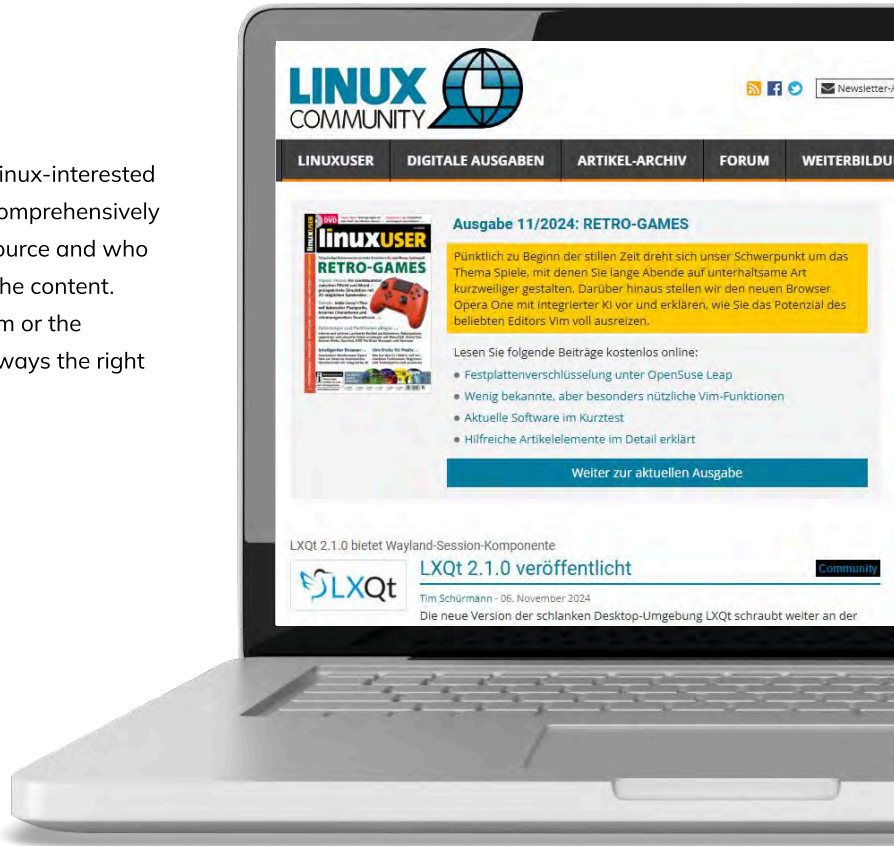 inux-interested
omprehensively
ource and who
he content.
m or the
ways the right
LINUX
COMMUNITY
Newsletter-A
LINUXUSER DIGITALE AUSGABEN ARTIKEL-ARCHIV FORUM WEITERBILDU
Ausgabe 11/2024: RETRO-GAMES
DVD
LINUXUSER
linuxUSER
RETRO-GAMES
Pünktlich zu Beginn der stillen Zeit dreht sich unser Schwerpunkt um das
Thema Spiele, mit denen Sie lange Abende auf unterhaltsame Art
kurzweiliger gestalten. Darüber hinaus stellen wir den neuen Browser
Opera One mit integrierter KI vor und erklären, wie Sie das Potenzial des
beliebten Editors Vim voll ausreizen.
Lesen Sie folgende Beiträge kostenlos online:
Festplattenverschlüsselung unter OpenSuse Leap
Wenig bekannte, aber besonders nützliche Vim-Funktionen
Aktuelle Software im Kurztest
Hilfreiche Artikelelemente im Detail erklärt
Weiter zur aktuellen Ausgabe
LXQt 2.1.0 bietet Wayland-Session-Komponente
LXQt
LXQt 2.1.0 veröffentlicht
Community
Tim Schürmann - 06. November 2024
Die neue Version der schlanken Desktop-Umgebung LXQt schraubt weiter an der